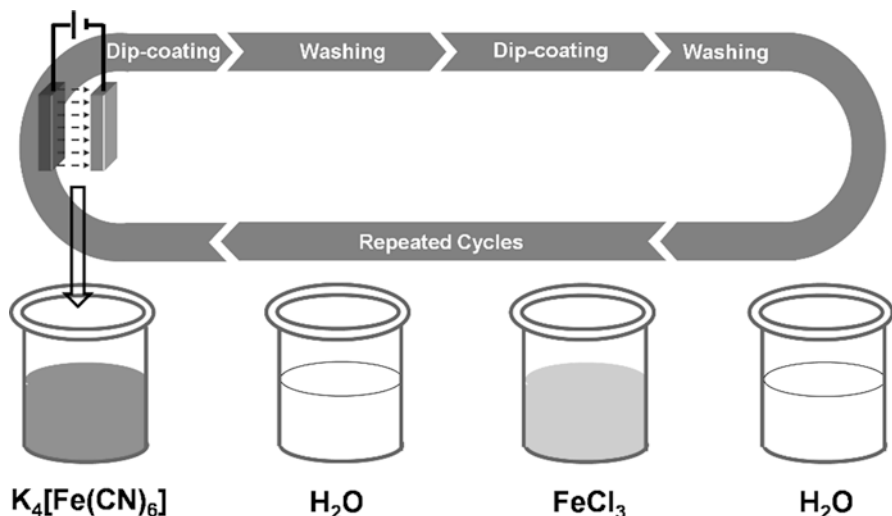 Dip-coating Washing Dip-coating Washing
Repeated Cycles
K₄[Fe(CN)₆] H₂O FeCl₃ H₂O